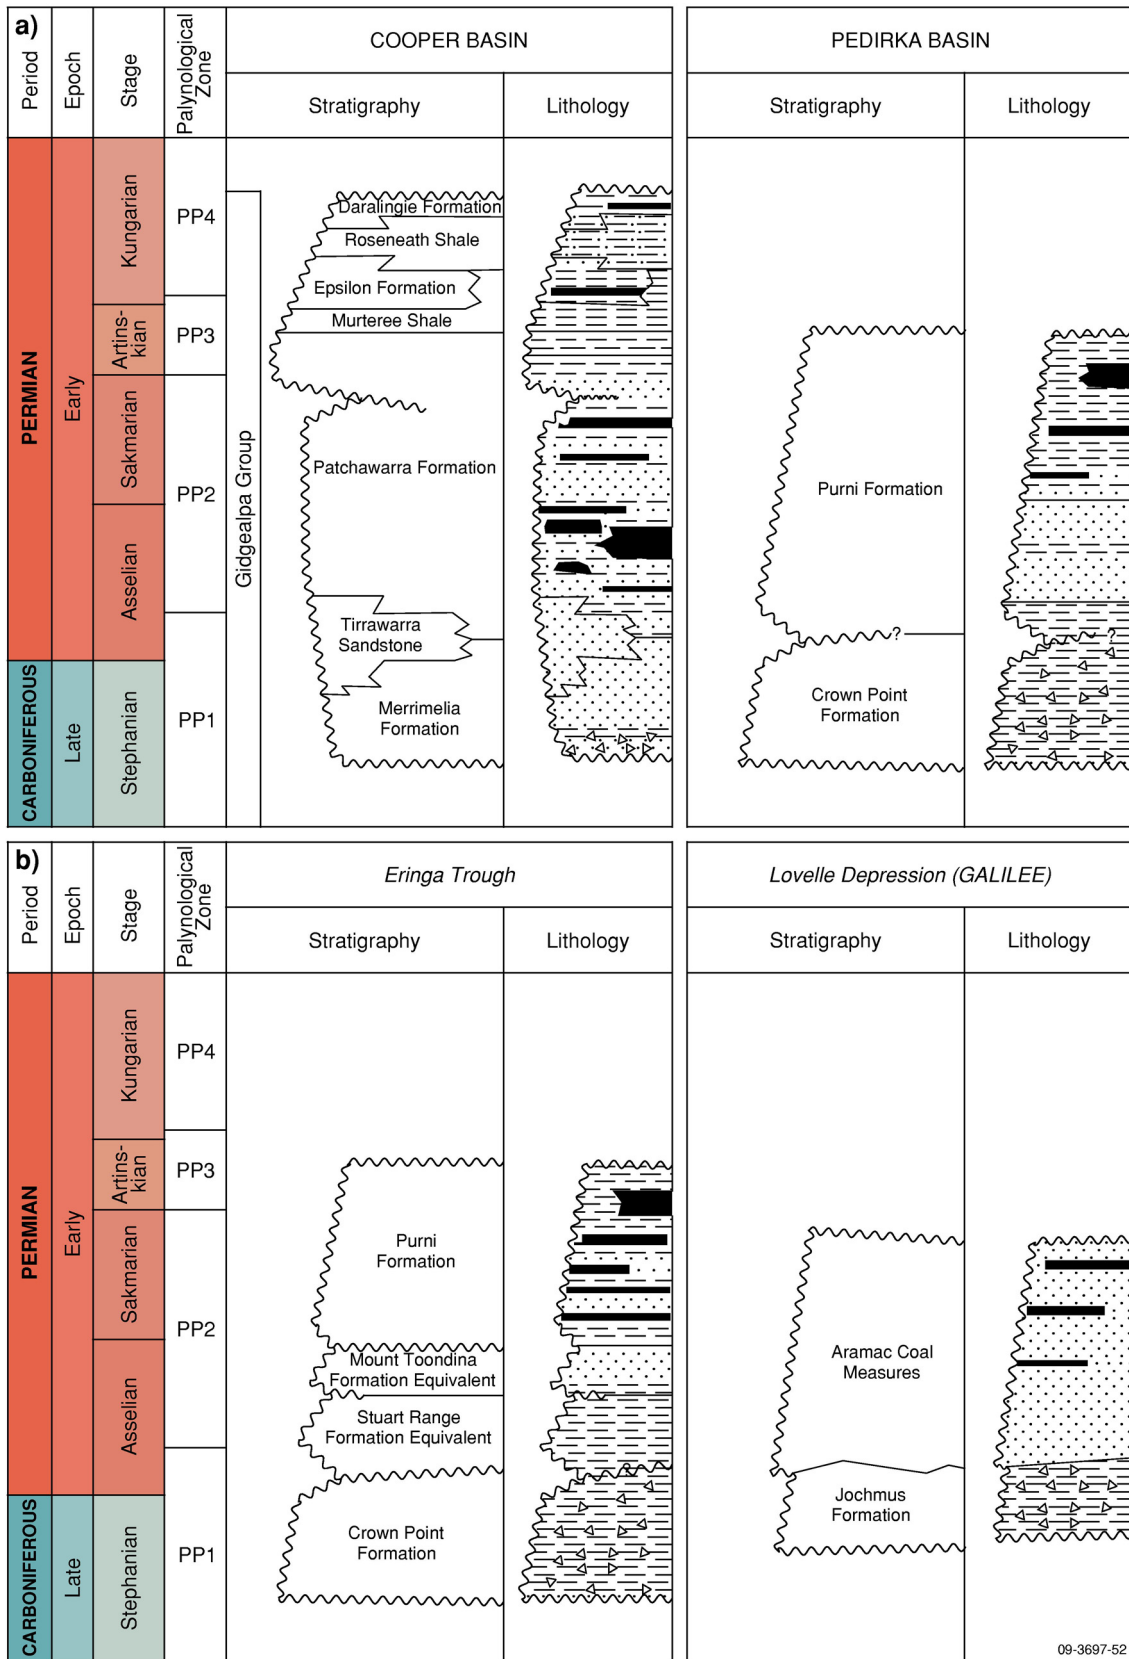 a)
Period
Epoch
Stage
Palynological
Zone
COOPER BASIN
Stratigraphy
Lithology
PEDIRKA BASIN
Stratigraphy
Lithology
PERMIAN
CARBONIFEROUS
Early
Late
Kungarian
Artins-
kian
Sakmarian
Asselian
Stephanian
PP4
PP3
PP2
PP1
Gidgealpa Group
Daralingie Formation
Roseneath Shale
Epsilon Formation
Murteree Shale
Patchawarra Formation
Tirrawarra
Sandstone
Merrimelia
Formation
Purni Formation
?
Crown Point
Formation
?
b)
Period
Epoch
Stage
Palynological
Zone
Eringa Trough
Stratigraphy
Lithology
Lovelle Depression (GALILEE)
Stratigraphy
Lithology
PERMIAN
CARBONIFEROUS
Early
Late
Kungarian
Artins-
kian
Sakmarian
Asselian
Stephanian
PP4
PP3
PP2
PP1
Purni
Formation
Mount Toondina
Formation Equivalent
Stuart Range
Formation Equivalent
Crown Point
Formation
Aramac Coal
Measures
Jochmus
Formation
09-3697-52